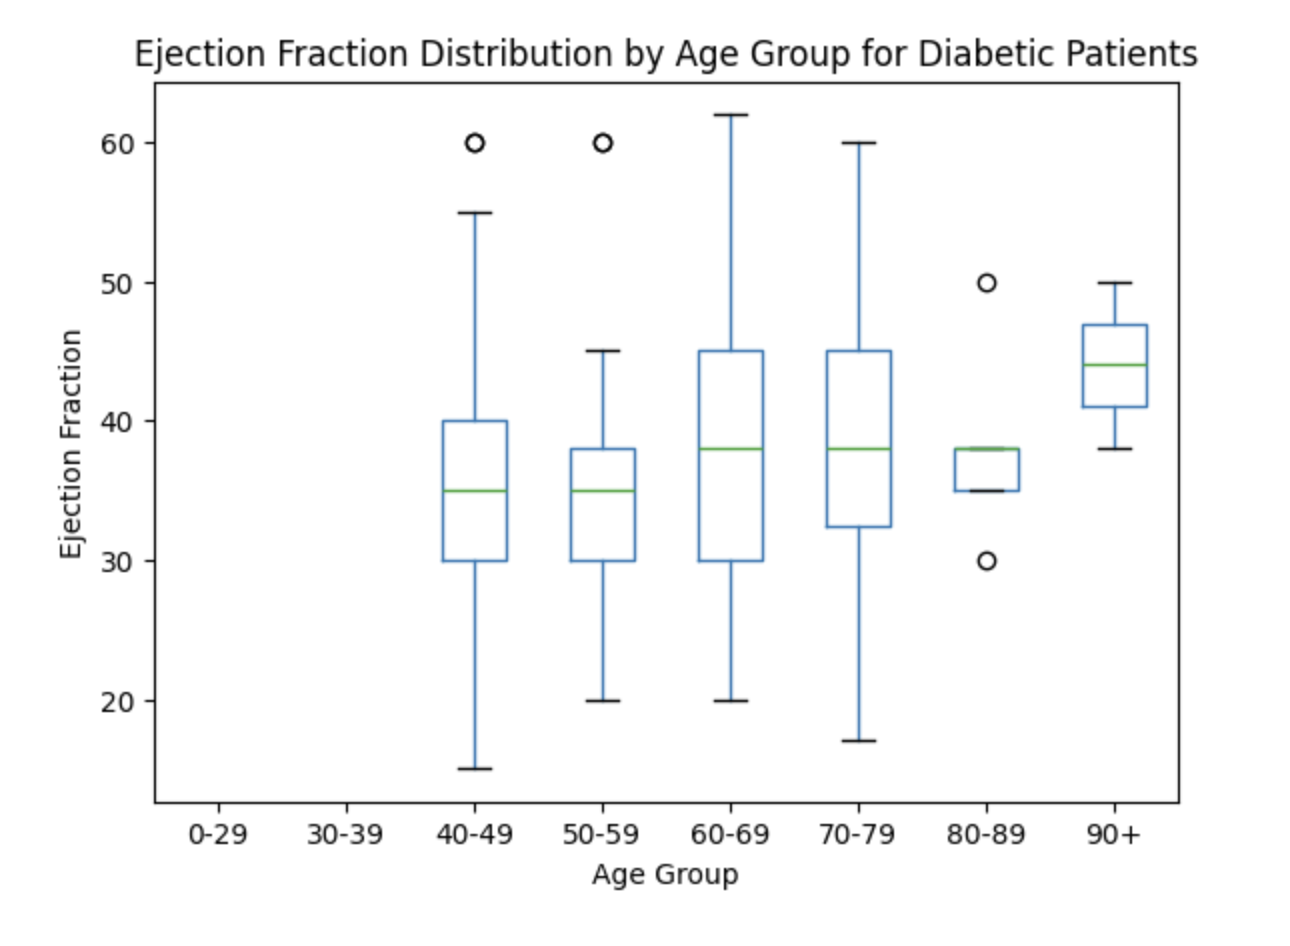 Ejection Fraction Distribution by Age Group for Diabetic Patients
60
50
40
30
20
Ejection Fraction
0-29 30-39 40-49 50-59 60-69 70-79 80-89 90+
Age Group